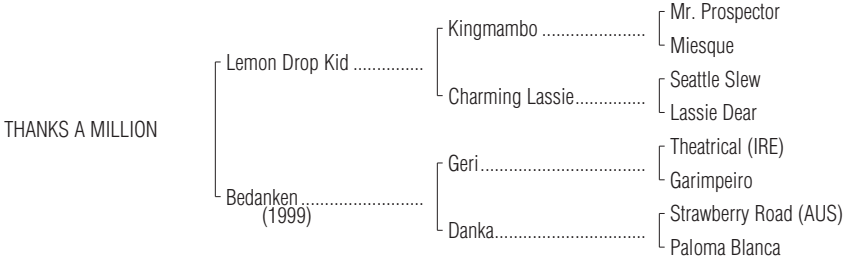 Mr. Prospector
Kingmambo ......................
Miesque
Lemon Drop Kid ...............
Seattle Slew
Charming Lassie...............
Lassie Dear
THANKS A MILLION
Theatrical (IRE)
Geri...................................
Garimpeiro
Bedanken ..........................
(1999)
Strawberry Road (AUS)
Danka................................
Paloma Blanca